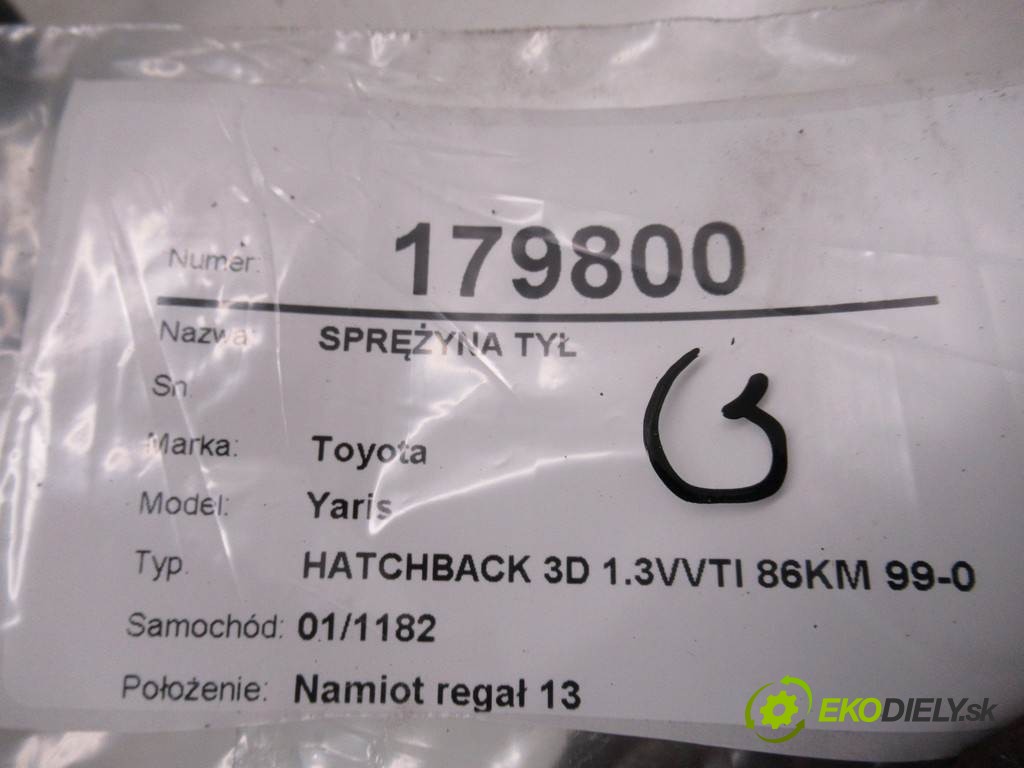 Numer: 179800
Nazwa: SPRĘŻYNA TYŁ
Sn.
Marka: Toyota
Model: Yaris
Typ. HATCHBACK 3D 1.3VVTI 86KM 99-0
Samochód: 01/1182
Położenie: Namiot regał 13
EKODIELY.sk